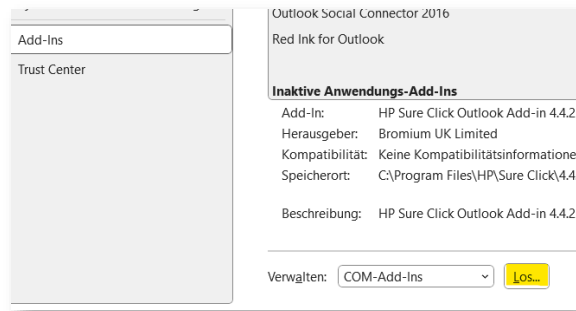 Outlook Social Connector 2016
Add-Ins
Red Ink for Outlook
Trust Center
Inaktive Anwendungs-Add-Ins
Add-In: HP Sure Click Outlook Add-in 4.4.2
Herausgeber: Bromium UK Limited
Kompatibilität: Keine Kompatibilitätsinformatione
Speicherort: C:\Program Files\HP\Sure Click\4.4
Beschreibung: HP Sure Click Outlook Add-in 4.4.2
Verwalten: COM-Add-Ins Los...